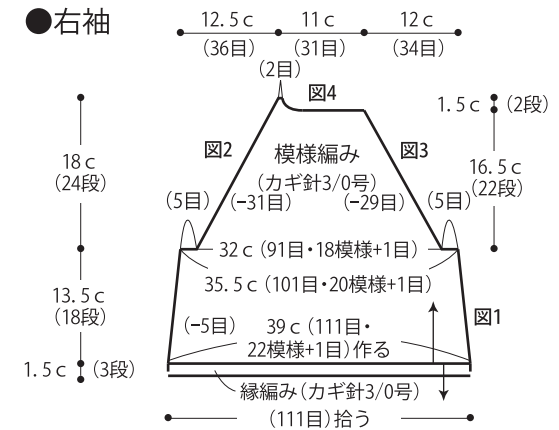 ●右袖
12.5c 11c 12c
(36目) (31目) (34目)
(2目)
図4
1.5c (2段)
図2
模様編み
図3
18c
(24段)
(カギ針3/0号)
16.5c
(22段)
(5目) (−31目) (−29目) (5目)
32c (91目・18模様+1目)
35.5c (101目・20模様+1目)
13.5c
(18段)
(−5目) 39c (111目・
22模様+1目) 作る
図1
1.5c (3段)
縁編み (カギ針3/0号)
(111目) 拾う